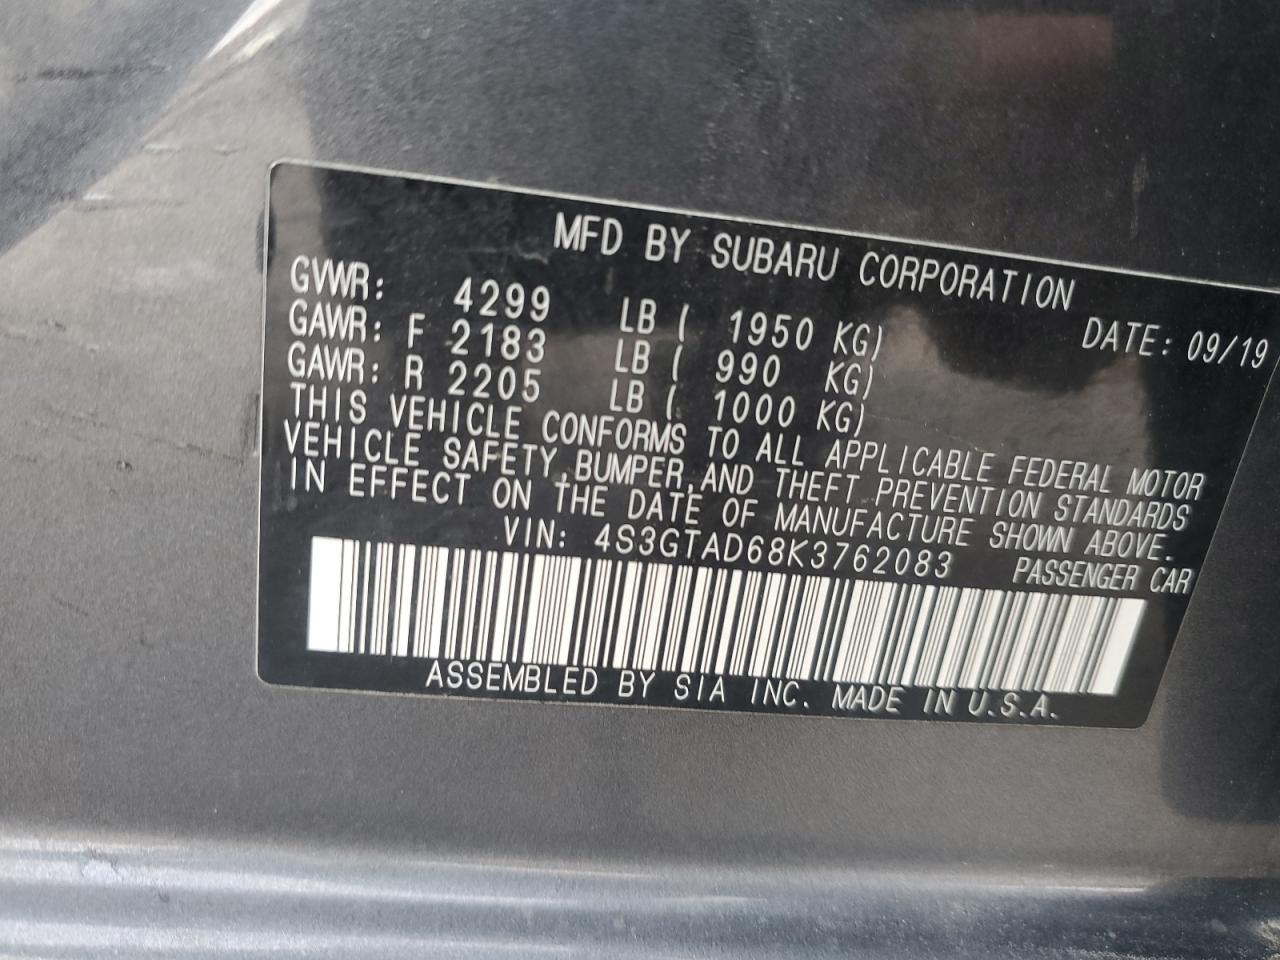 MFD BY SUBARU CORPORATION
GVWR: 4299 LB ( 1950 KG) DATE: 09/19
GAWR: F 2183 LB ( 990 KG)
GAWR: R 2205 LB ( 1000 KG)
THIS VEHICLE CONFORMS TO ALL APPLICABLE FEDERAL MOTOR
VEHICLE SAFETY,BUMPER,AND THEFT PREVENTION STANDARDS
IN EFFECT ON THE DATE OF MANUFACTURE SHOWN ABOVE.
VIN: 4S3GTAD68K3762083 PASSENGER CAR
ASSEMBLED BY SIA INC. MADE IN U.S.A.